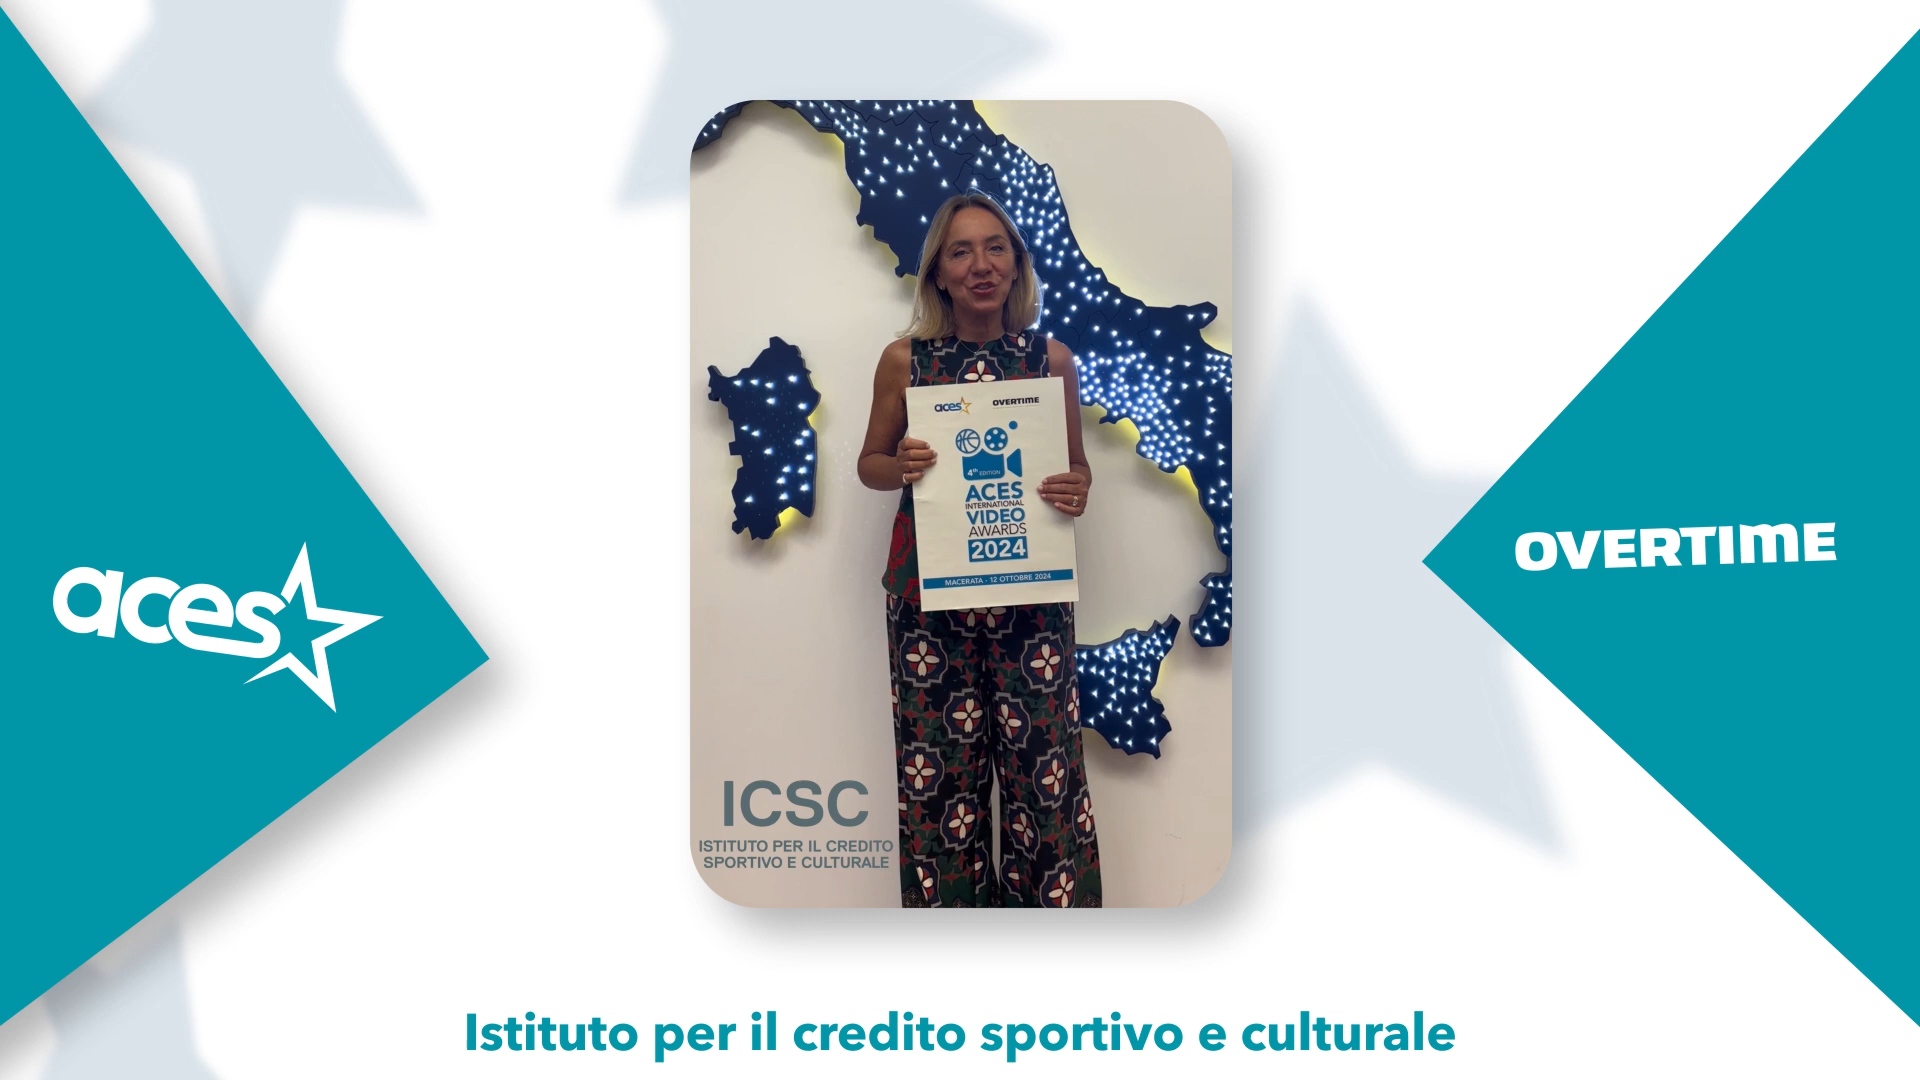 aces
OVERTIME
aces OVERTIME
4th EDITION
ACES
INTERNATIONAL
VIDEO
AWARDS
2024
MACERATA - 12 OTTOBRE 2024
ICSC
ISTITUTO PER IL CREDITO
SPORTIVO E CULTURALE
Istituto per il credito sportivo e culturale